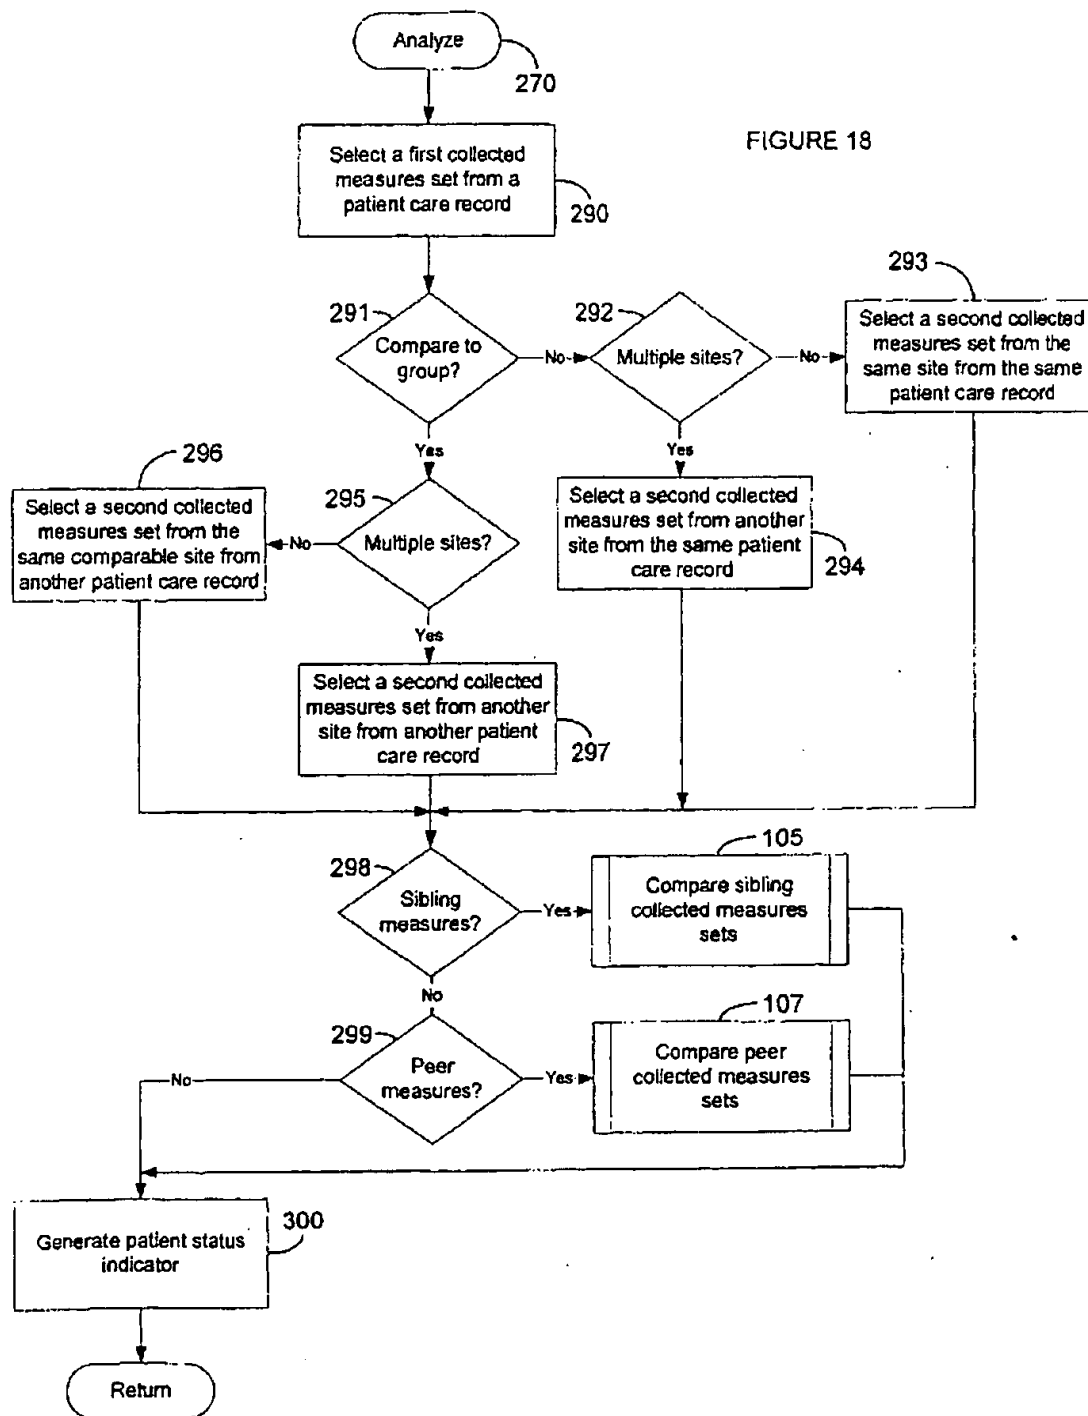 Analyze
270
FIGURE 18
Select a first collected
measures set from a
patient care record
290
293
291
Compare to
group?
No
292
Multiple sites?
No
Select a second collected
measures set from the
same site from the same
patient care record
Yes
Yes
296
Select a second collected
measures set from the
same comparable site from
another patient care record
No
295
Multiple sites?
Select a second collected
measures set from another
site from the same patient
care record
294
Yes
Select a second collected
measures set from another
site from another patient
care record
297
298
Sibling
measures?
Yes
105
Compare sibling
collected measures
sets
No
299
Peer
measures?
Yes
107
Compare peer
collected measures
sets
No
Generate patient status
indicator
300
Return